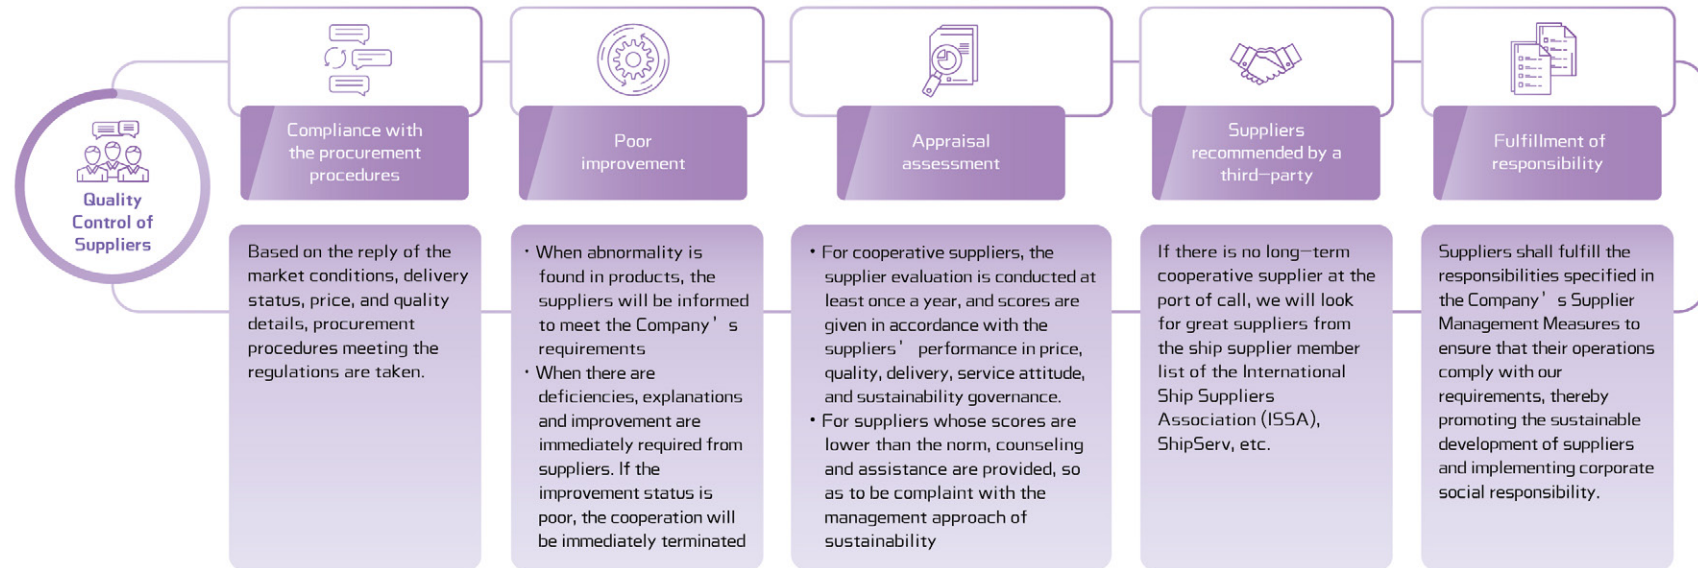 Quality
Control of
Suppliers
Compliance with
the procurement
procedures
Based on the reply of the
market conditions, delivery
status, price, and quality
details, procurement
procedures meeting the
regulations are taken.
Poor
improvement
· When abnormality is
found in products, the
suppliers will be informed
to meet the Company's
requirements
· When there are
deficiencies, explanations
and improvement are
immediately required from
suppliers. If the
improvement status is
poor, the cooperation will
be immediately terminated
Appraisal
assessment
• For cooperative suppliers, the
supplier evaluation is conducted at
least once a year, and scores are
given in accordance with the
suppliers' performance in price,
quality, delivery, service attitude,
and sustainability governance.
• For suppliers whose scores are
lower than the norm, counseling
and assistance are provided, so
as to be complaint with the
management approach of
sustainability
Suppliers
recommended by a
third-party
If there is no long-term
cooperative supplier at the
port of call, we will look
for great suppliers from
the ship supplier member
list of the International
Ship Suppliers
Association (ISSA),
ShipServ, etc.
Fulfillment of
responsibility
Suppliers shall fulfill the
responsibilities specified in
the Company's Supplier
Management Measures to
ensure that their operations
comply with our
requirements, thereby
promoting the sustainable
development of suppliers
and implementing corporate
social responsibility.